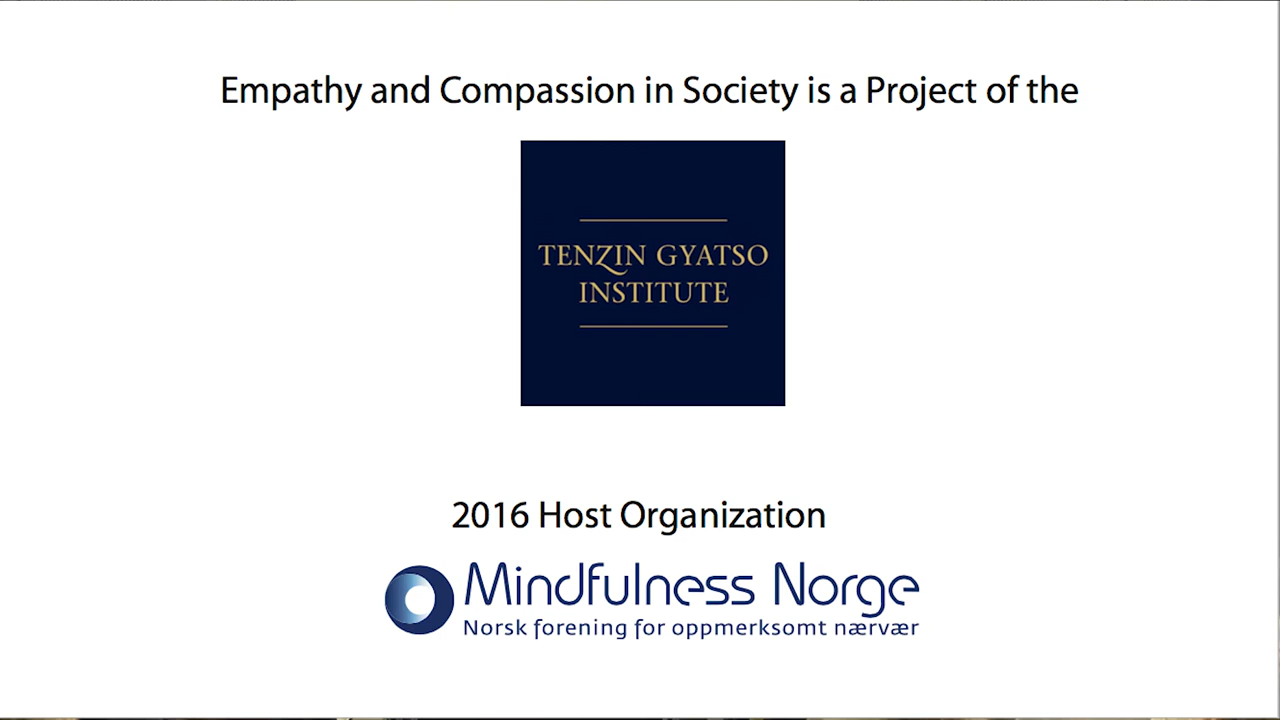 Empathy and Compassion in Society is a Project of the
TENZIN GYATSO
INSTITUTE
2016 Host Organization
Mindfulness Norge
Norsk forening for oppmerksomt nærvær